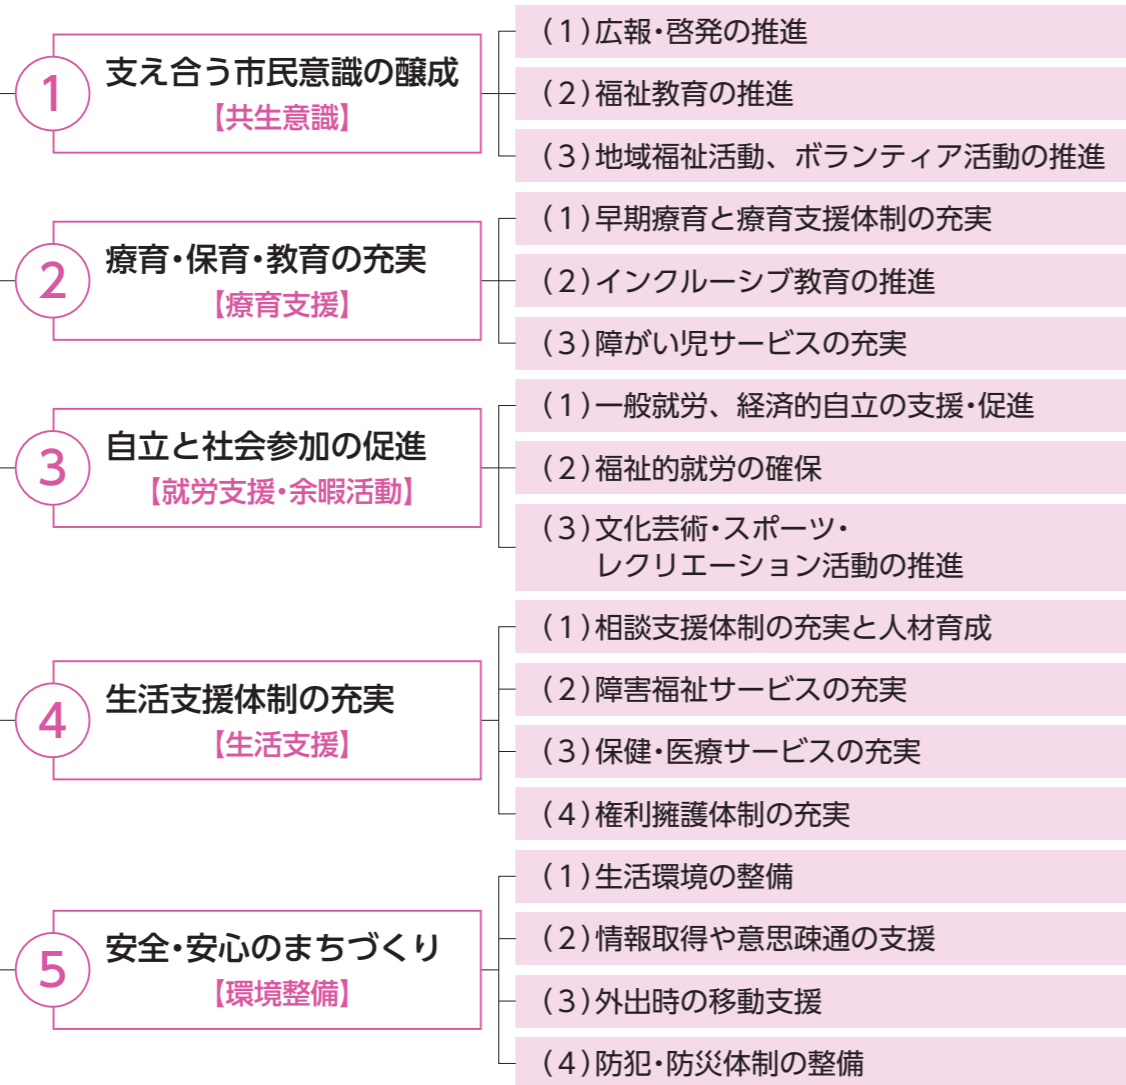 1 支え合う市民意識の醸成
【共生意識】
(1)広報・啓発の推進
(2)福祉教育の推進
(3)地域福祉活動、ボランティア活動の推進
2 療育・保育・教育の充実
【療育支援】
(1)早期療育と療育支援体制の充実
(2)インクルーシブ教育の推進
(3)障がい児サービスの充実
3 自立と社会参加の促進
【就労支援・余暇活動】
(1)一般就労、経済的自立の支援・促進
(2)福祉的就労の確保
(3)文化芸術・スポーツ・
レクリエーション活動の推進
4 生活支援体制の充実
【生活支援】
(1)相談支援体制の充実と人材育成
(2)障害福祉サービスの充実
(3)保健・医療サービスの充実
(4)権利擁護体制の充実
5 安全・安心のまちづくり
【環境整備】
(1)生活環境の整備
(2)情報取得や意思疎通の支援
(3)外出時の移動支援
(4)防犯・防災体制の整備